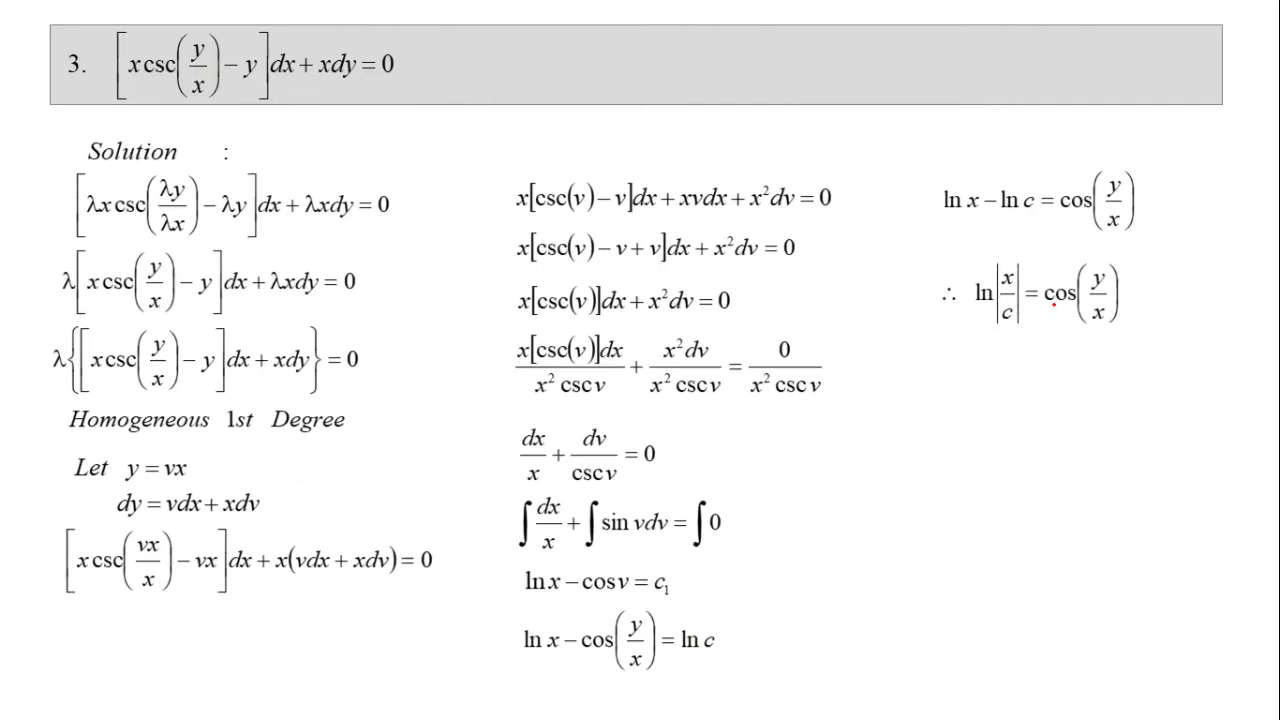 3. [x csc(y/x) − y]dx + xdy = 0
Solution :
[λx csc(λy/λx) − λy]dx + λxdy = 0
λ[x csc(y/x) − y]dx + λxdy = 0
λ{[x csc(y/x) − y]dx + xdy} = 0
Homogeneous 1st Degree
Let y = vx
dy = vdx + xdv
[x csc(vx/x) − vx]dx + x(vdx + xdv) = 0
x[csc(v) − v]dx + xvdx + x²dv = 0
x[csc(v) − v + v]dx + x²dv = 0
x[csc(v)]dx + x²dv = 0
x[csc(v)]dx/x² csc v + x²dv/x² csc v = 0/x² csc v
dx/x + dv/csc v = 0
∫dx/x + ∫sin vdv = ∫0
ln x − cos v = c₁
ln x − cos(y/x) = ln c
ln x − ln c = cos(y/x)
∴ ln|x/c| = cos(y/x)